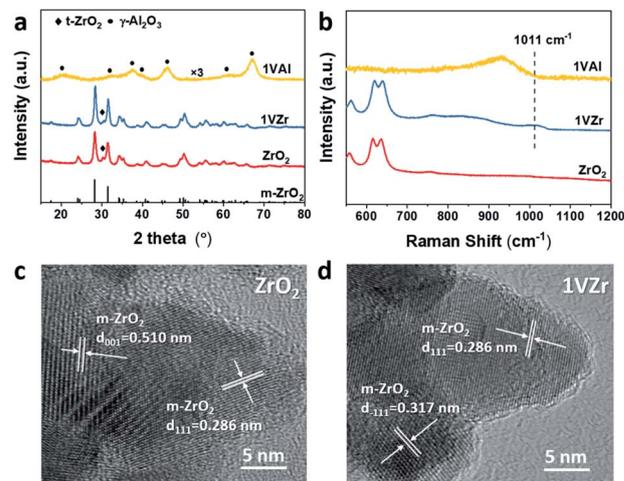 a
◆ t-ZrO₂ ● γ-Al₂O₃
1VAl
×3
1VZr
ZrO₂
m-ZrO₂
Intensity (a.u.)
20 30 40 50 60 70 80
2 theta (°)
b
1011 cm⁻¹
1VAl
1VZr
ZrO₂
Intensity (a.u.)
600 700 800 900 1000 1100 1200
Raman Shift (cm⁻¹)
c
ZrO₂
m-ZrO₂
d₀₀₁=0.510 nm
m-ZrO₂
d₁₁₁=0.286 nm
5 nm
d
1VZr
m-ZrO₂
d₁₁₁=0.286 nm
m-ZrO₂
d₋₁₁₁=0.317 nm
5 nm